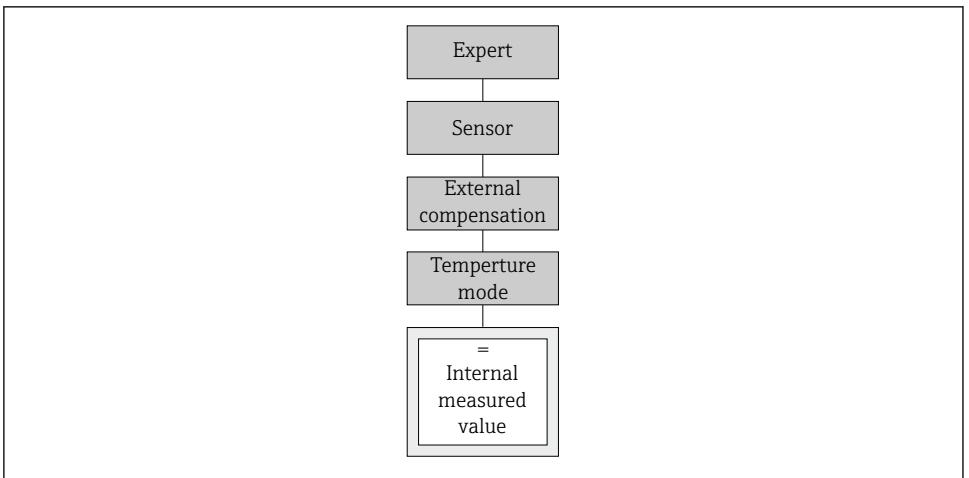 Expert
Sensor
External
compensation
Temperture
mode
=
Internal
measured
value